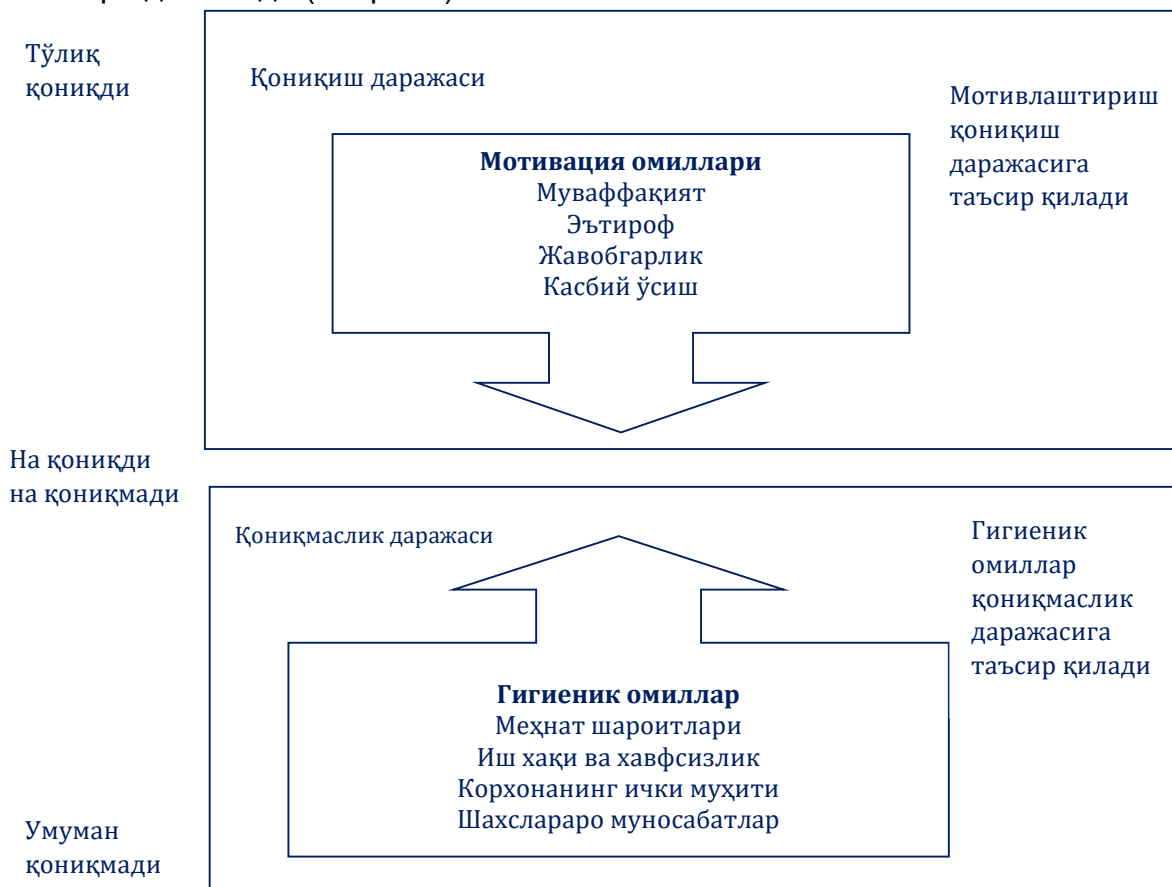 Тўлиқ
қониқди
Қониқиш даражаси
Мотивлаштириш
қониқиш
даражасига
таъсир қилади
Мотивация омиллари
Муваффақият
Эътироф
Жавобгарлик
Касбий ўсиш
На қониқди
на қониқмади
Қониқмаслик даражаси
Гигиеник
омиллар
қониқмаслик
даражасига
таъсир қилади
Гигиеник омиллар
Меҳнат шароитлари
Иш хақи ва хавфсизлик
Корхонанинг ички муҳити
Шахслараро муносабатлар
Умуман
қониқмади